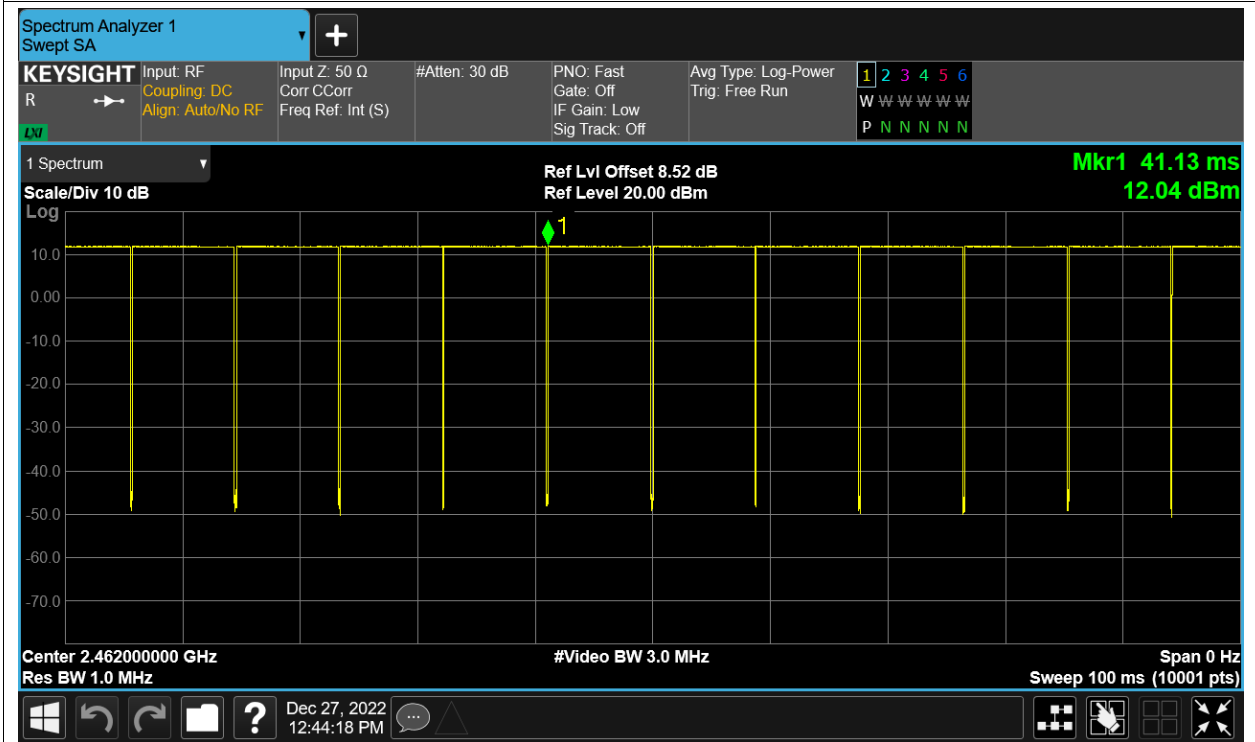 Spectrum Analyzer 1
Swept SA
KEYSIGHT
R
LXI
Input: RF
Coupling: DC
Align: Auto/No RF
Input Z: 50 Ω
Corr CCorr
Freq Ref: Int (S)
#Atten: 30 dB
PNO: Fast
Gate: Off
IF Gain: Low
Sig Track: Off
Avg Type: Log-Power
Trig: Free Run
1 2 3 4 5 6
W W W W W W
P N N N N N
1 Spectrum
Scale/Div 10 dB
Log
Ref Lvl Offset 8.52 dB
Ref Level 20.00 dBm
Mkr1 41.13 ms
12.04 dBm
1
10.0
0.00
-10.0
-20.0
-30.0
-40.0
-50.0
-60.0
-70.0
Center 2.462000000 GHz
Res BW 1.0 MHz
#Video BW 3.0 MHz
Span 0 Hz
Sweep 100 ms (10001 pts)
?
Dec 27, 2022
12:44:18 PM